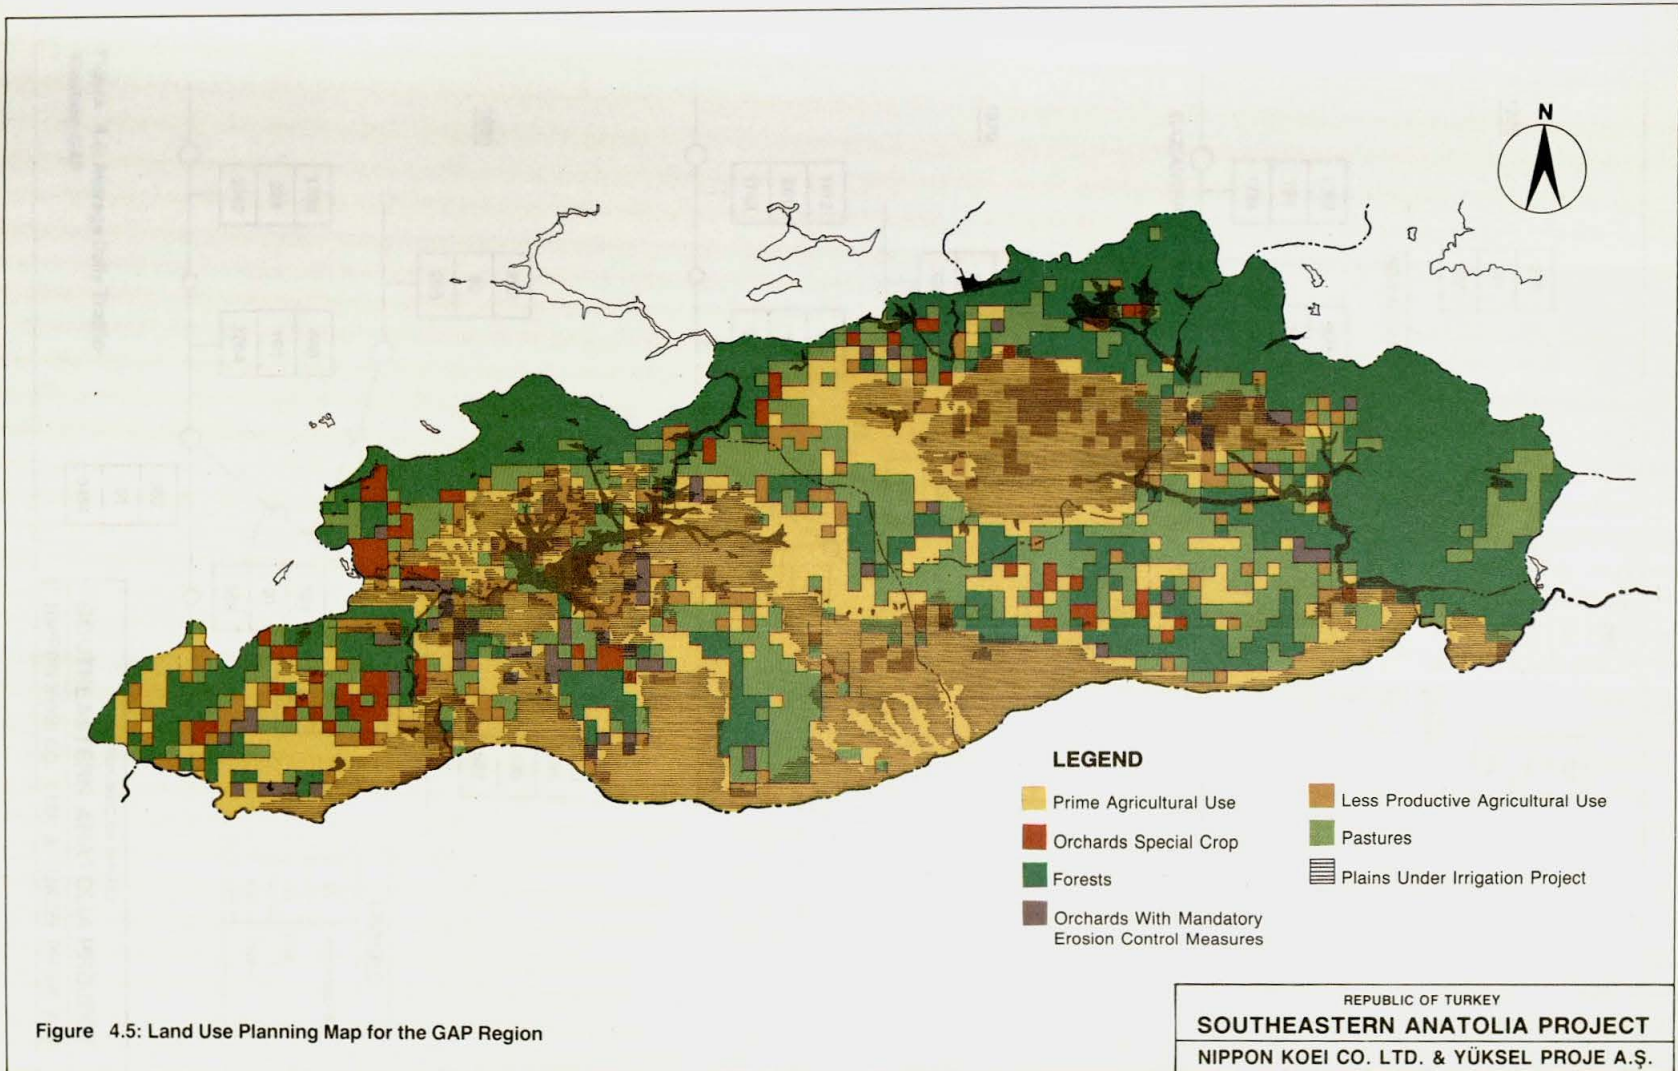 N
LEGEND
Prime Agricultural Use
Orchards Special Crop
Forests
Orchards With Mandatory
Erosion Control Measures
Less Productive Agricultural Use
Pastures
Plains Under Irrigation Project
Figure 4.5: Land Use Planning Map for the GAP Region
REPUBLIC OF TURKEY
SOUTHEASTERN ANATOLIA PROJECT
NIPPON KOEI CO. LTD. & YÜKSEL PROJE A.Ş.